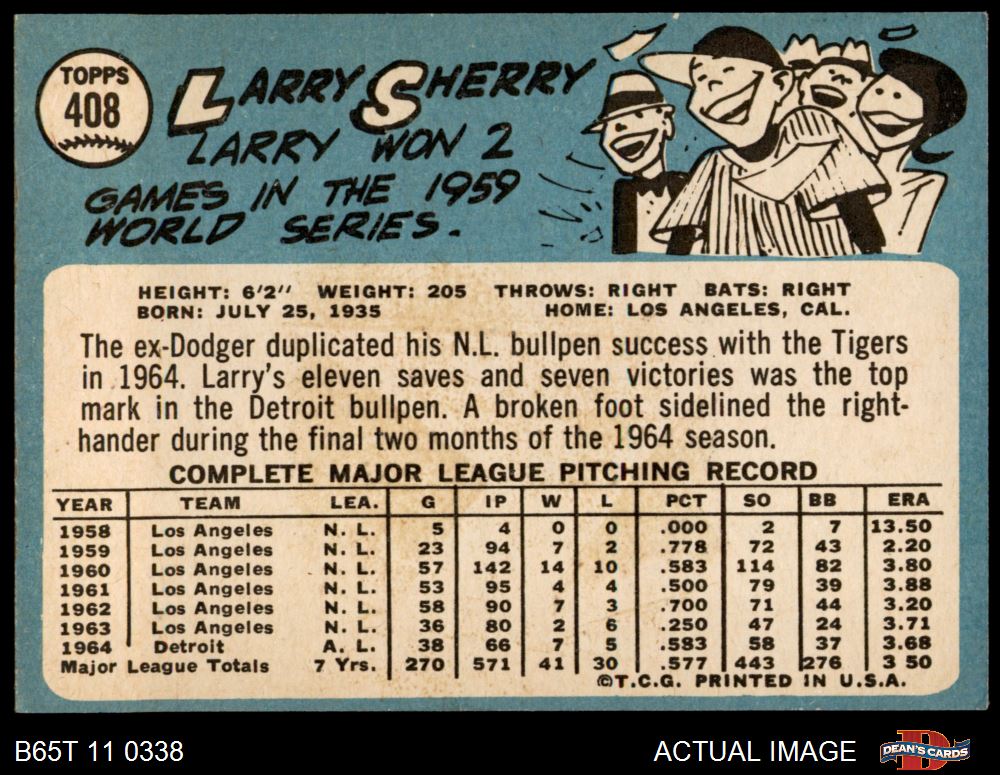 TOPPS
408
LARRY SHERRY
LARRY WON 2
GAMES IN THE 1959
WORLD SERIES.
HEIGHT: 6'2" WEIGHT: 205 THROWS: RIGHT BATS: RIGHT
BORN: JULY 25, 1935 HOME: LOS ANGELES, CAL.
The ex-Dodger duplicated his N.L. bullpen success with the Tigers
in 1964. Larry's eleven saves and seven victories was the top
mark in the Detroit bullpen. A broken foot sidelined the right-
hander during the final two months of the 1964 season.
COMPLETE MAJOR LEAGUE PITCHING RECORD
YEAR TEAM LEA. G IP W L PCT SO BB ERA
1958 Los Angeles N. L. 5 4 0 0 .000 2 7 13.50
1959 Los Angeles N. L. 23 94 7 2 .778 72 43 2.20
1960 Los Angeles N. L. 57 142 14 10 .583 114 82 3.80
1961 Los Angeles N. L. 53 95 4 4 .500 79 39 3.88
1962 Los Angeles N. L. 58 90 7 3 .700 71 44 3.20
1963 Los Angeles N. L. 36 80 2 6 .250 47 24 3.71
1964 Detroit A. L. 38 66 7 5 .583 58 37 3.68
Major League Totals 7 Yrs. 270 571 41 30 .577 443 276 3 50
©T.C.G. PRINTED IN U.S.A.
B65T 11 0338 ACTUAL IMAGE DEAN'S CARDS